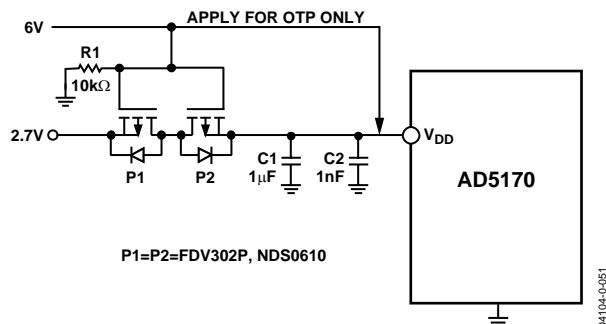 APPLY FOR OTP ONLY
6V
R1
10kΩ
2.7V
V_DD
C1
1μF
C2
1nF
AD5170
P1
P2
P1=P2=FDV302P, NDS0610
04104-0-051